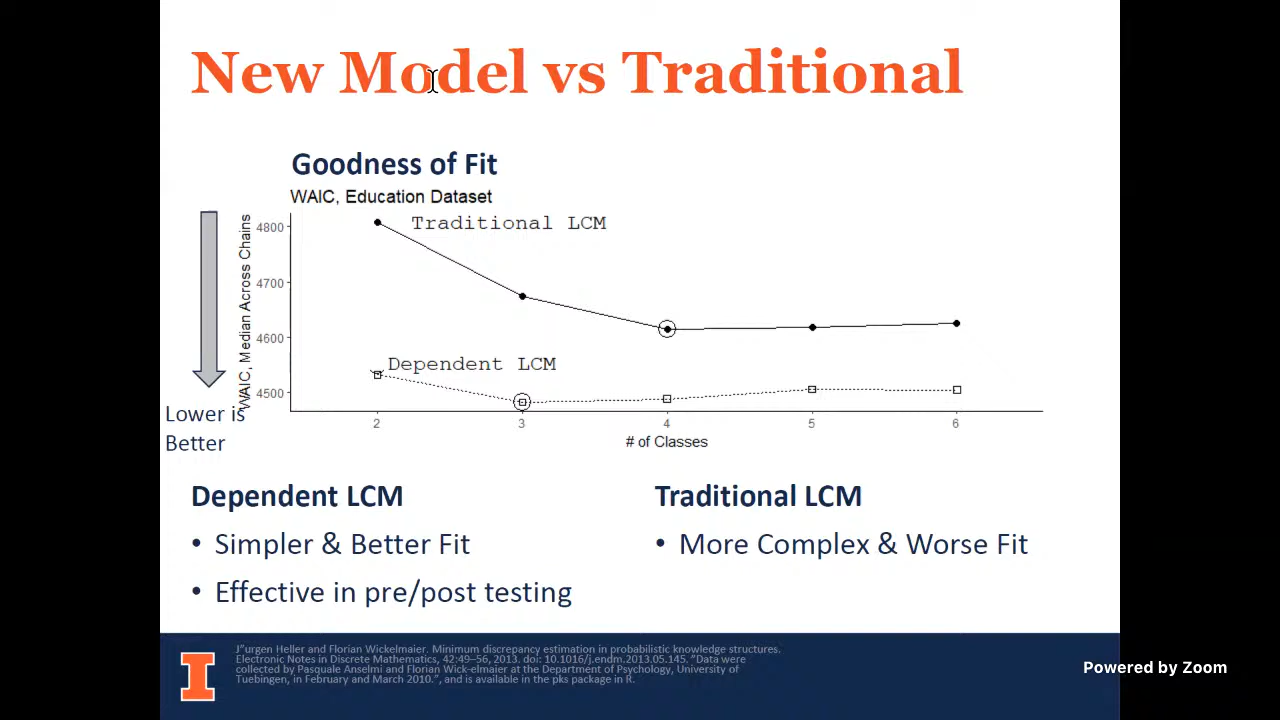 New Model vs Traditional
Goodness of Fit
WAIC, Education Dataset
WAIC, Median Across Chains
4800
4700
4600
4500
Traditional LCM
Dependent LCM
2
3
4
5
6
# of Classes
Lower is
Better
Dependent LCM
• Simpler & Better Fit
• Effective in pre/post testing
Traditional LCM
• More Complex & Worse Fit
J"urgen Heller and Florian Wickelmaier. Minimum discrepancy estimation in probabilistic knowledge structures.
Electronic Notes in Discrete Mathematics, 42:49–56, 2013. doi: 10.1016/j.endm.2013.05.145. "Data were
collected by Pasquale Anselmi and Florian Wick-elmaier at the Department of Psychology, University of
Tuebingen, in February and March 2010.", and is available in the pks package in R.
I
Powered by Zoom